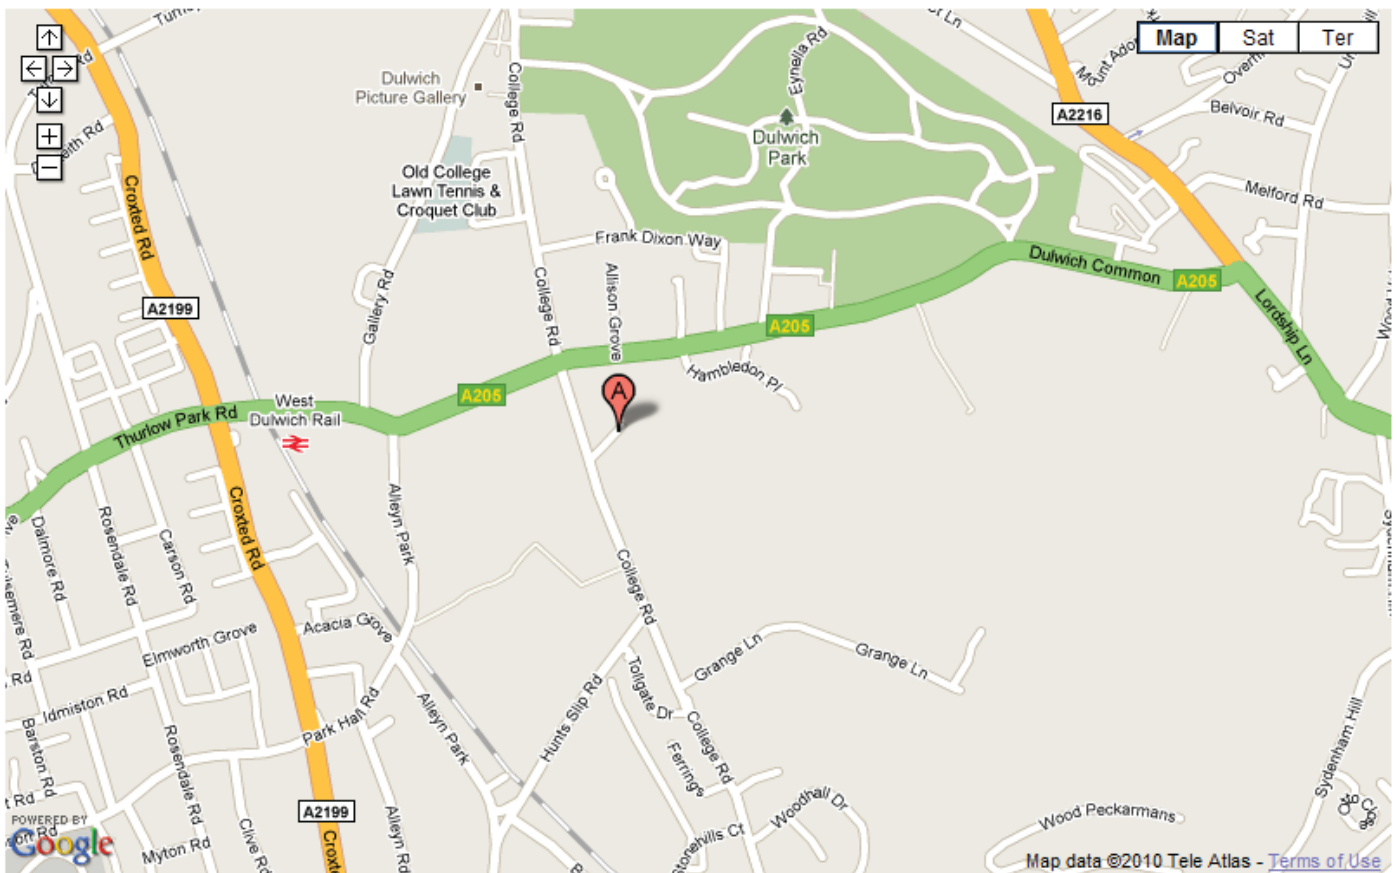 Map
Sat
Ter
Dulwich
Picture Gallery
College Rd
Eynella Rd
Dulwich
Park
A2216
Belvoir Rd
Melford Rd
Old College
Lawn Tennis &
Croquet Club
Croxted Rd
Frank Dixon Way
Dulwich Common
A205
A2199
Gallery Rd
College Rd
Allison Grove
A205
Lordship Ln
Hambledon Pl
A205
A
West
Dulwich Rail
Thurlow Park Rd
Croxted Rd
Alleyn Park
Dalmore Rd
Rosendale Rd
Carson Rd
College Rd
Acacia Grove
Elmworth Grove
Grange Ln
Grange Ln
Idmiston Rd
Park Hall Rd
Alleyn Park
Hunts Slip Rd
Tollgate Dr
College Rd
Barston Rd
Rosendale Rd
Ferrings
Sydenham Hill
A2199
Woodhall Dr
Wood Peckarmans
Clive Rd
Alleyn Rd
Myton Rd
POWERED BY
Google
Map data ©2010 Tele Atlas - Terms of Use